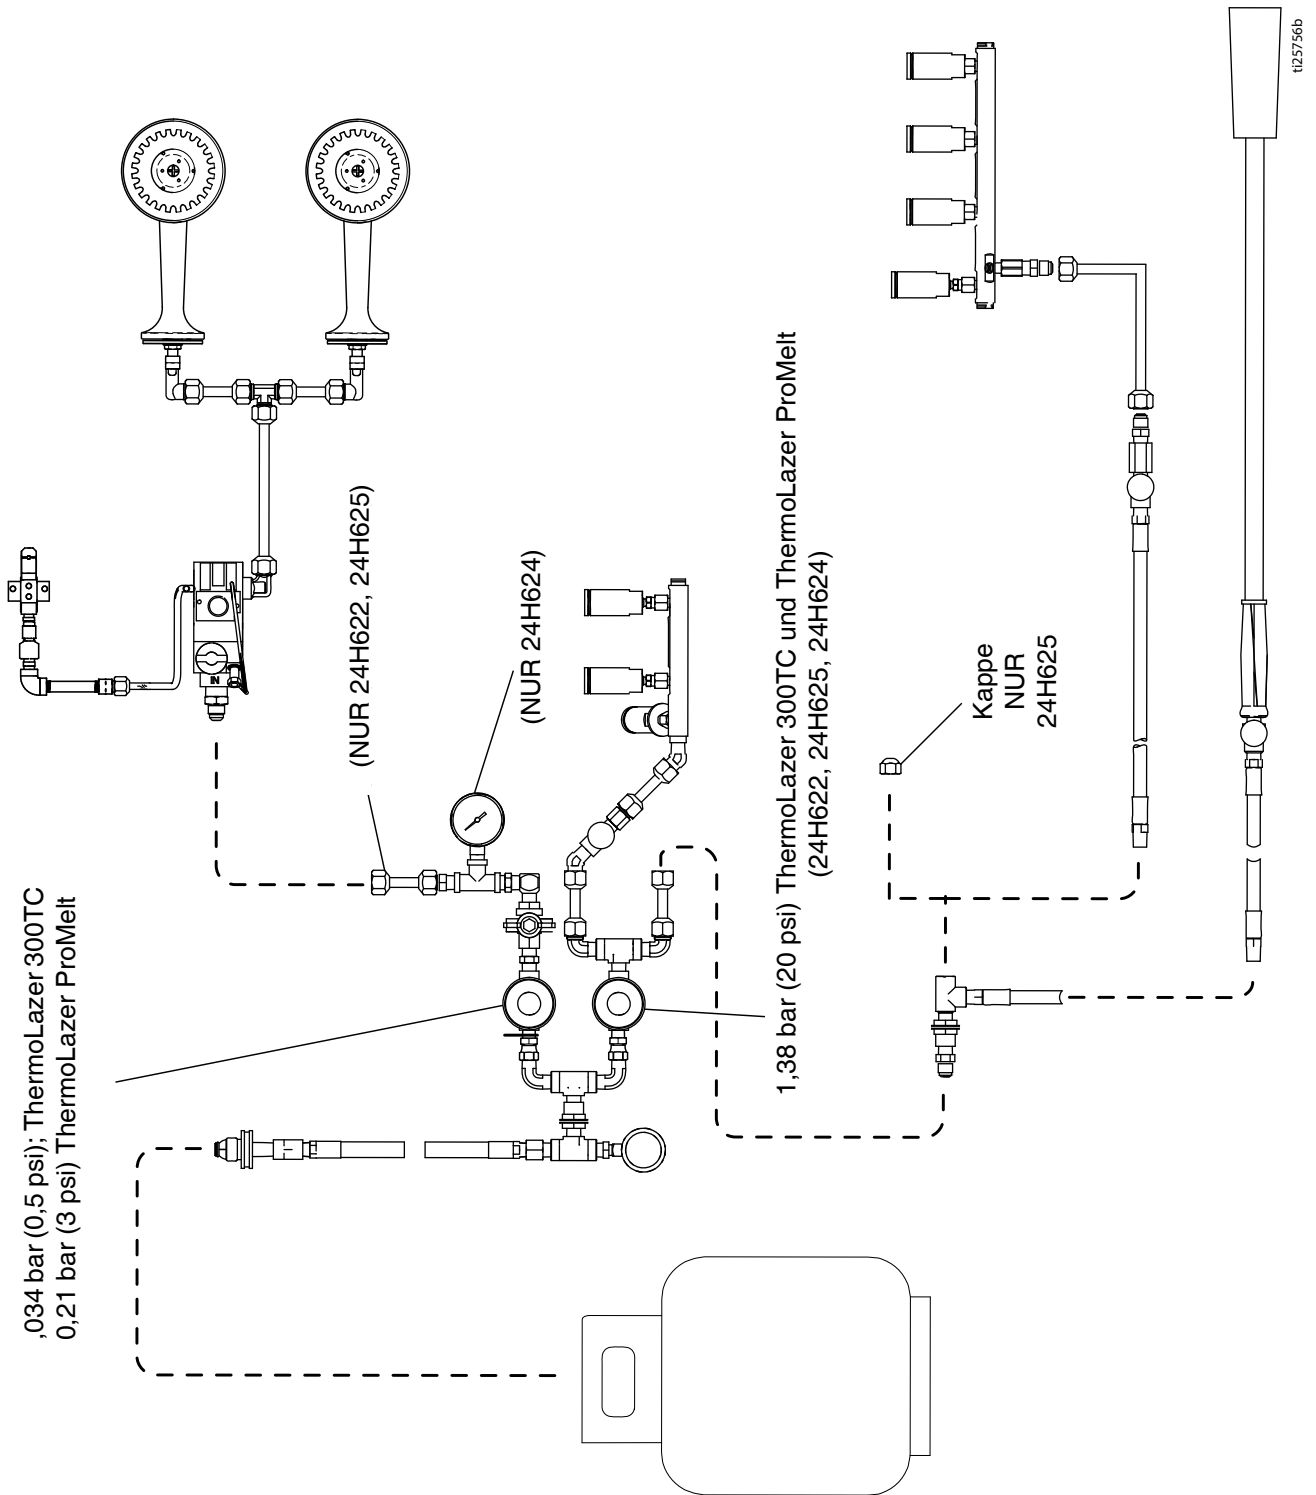 ,034 bar (0,5 psi); ThermoLazer 300TC
0,21 bar (3 psi) ThermoLazer ProMelt
(NUR 24H622, 24H625)
(NUR 24H624)
1,38 bar (20 psi) ThermoLazer 300TC und ThermoLazer ProMelt
(24H622, 24H625, 24H624)
Kappe
NUR
24H625
IN
ti25756b